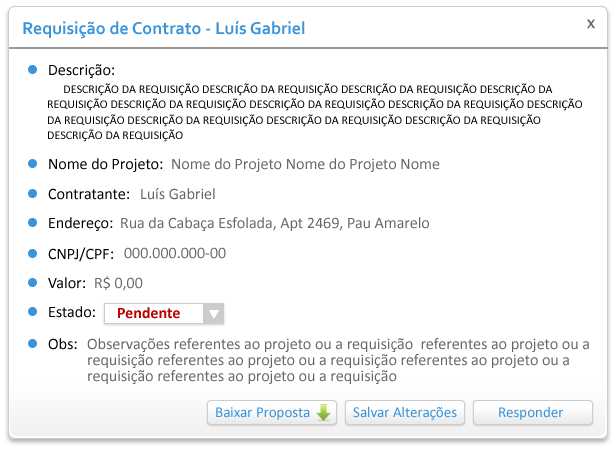 Requisição de Contrato - Luís Gabriel x
Descrição:
DESCRIÇÃO DA REQUISIÇÃO DESCRIÇÃO DA REQUISIÇÃO DESCRIÇÃO DA REQUISIÇÃO DESCRIÇÃO DA
REQUISIÇÃO DESCRIÇÃO DA REQUISIÇÃO DESCRIÇÃO DA REQUISIÇÃO DESCRIÇÃO DA REQUISIÇÃO DESCRIÇÃO
DA REQUISIÇÃO DESCRIÇÃO DA REQUISIÇÃO DESCRIÇÃO DA REQUISIÇÃO DESCRIÇÃO DA REQUISIÇÃO
DESCRIÇÃO DA REQUISIÇÃO
Nome do Projeto: Nome do Projeto Nome do Projeto Nome
Contratante: Luís Gabriel
Endereço: Rua da Cabaça Esfolada, Apt 2469, Pau Amarelo
CNPJ/CPF: 000.000.000-00
Valor: R$ 0,00
Estado: Pendente
Obs: Observações referentes ao projeto ou a requisição referentes ao projeto ou a
requisição referentes ao projeto ou a requisição referentes ao projeto ou a
requisição referentes ao projeto ou a requisição
Baixar Proposta Salvar Alterações Responder